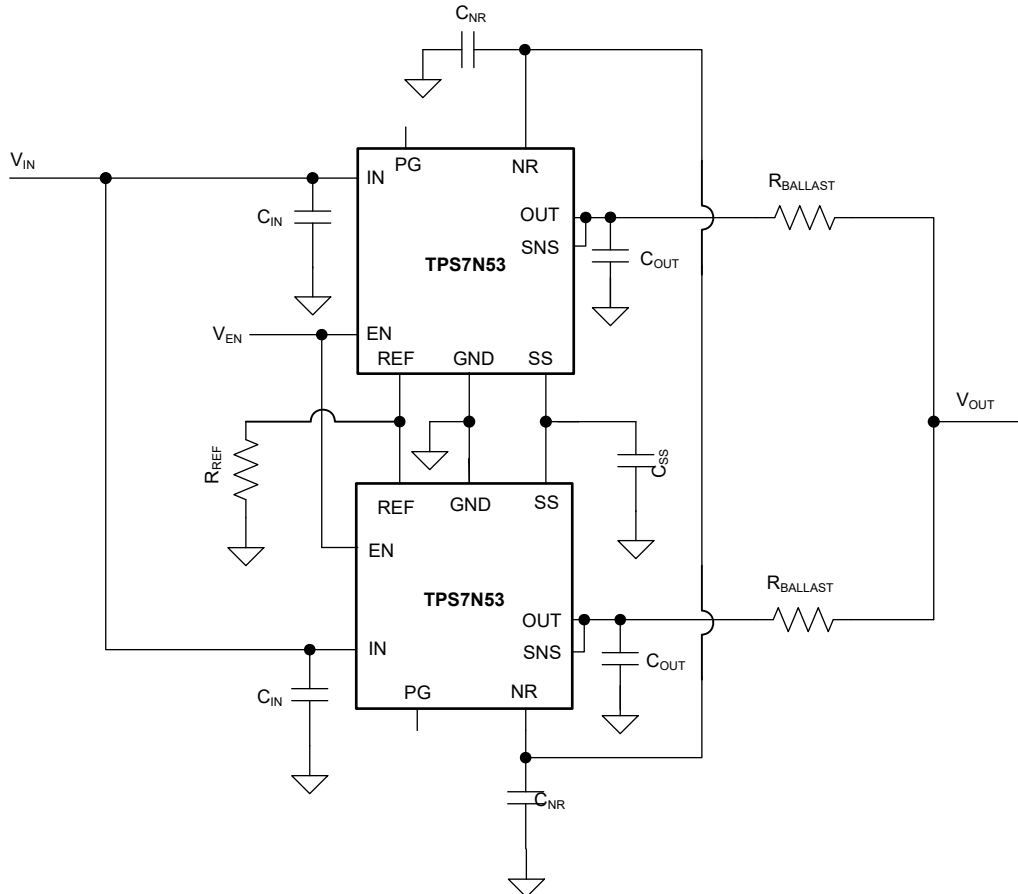 C_NR
V_IN
IN
PG
NR
R_BALLAST
C_IN
OUT
SNS
TPS7N53
C_OUT
V_EN
EN
REF
GND
SS
V_OUT
R_REF
C_SS
REF
GND
SS
EN
TPS7N53
R_BALLAST
OUT
IN
SNS
C_OUT
C_IN
PG
NR
C_NR